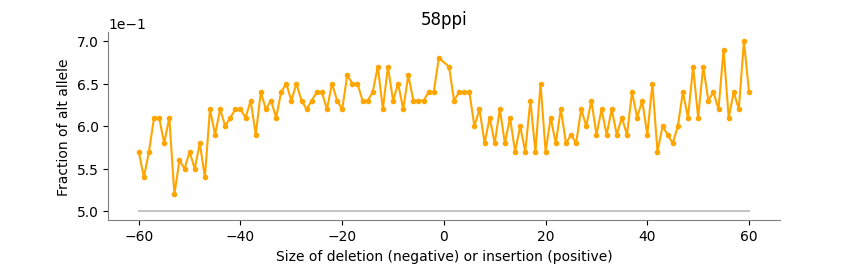 58ppi
1e−1
7.0
6.5
6.0
5.5
5.0
Fraction of alt allele
−60 −40 −20 0 20 40 60
Size of deletion (negative) or insertion (positive)